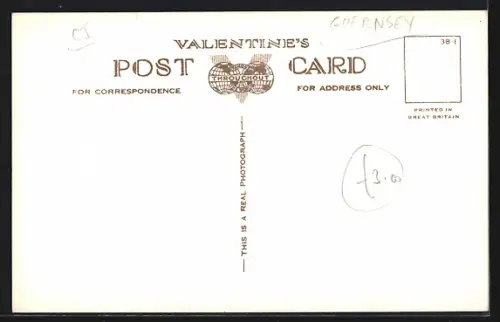 GUERNSEY
VALENTINE'S
POST CARD
THROUGHOUT
FOR CORRESPONDENCE
FOR ADDRESS ONLY
38-1
PRINTED IN
GREAT BRITAIN
THIS IS A REAL PHOTOGRAPH
£3.00